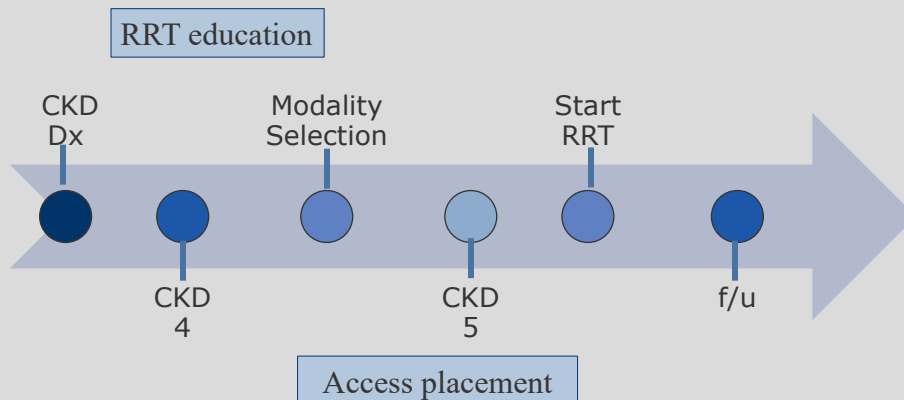 RRT education
CKD
Dx
Modality
Selection
Start
RRT
CKD
4
CKD
5
f/u
Access placement